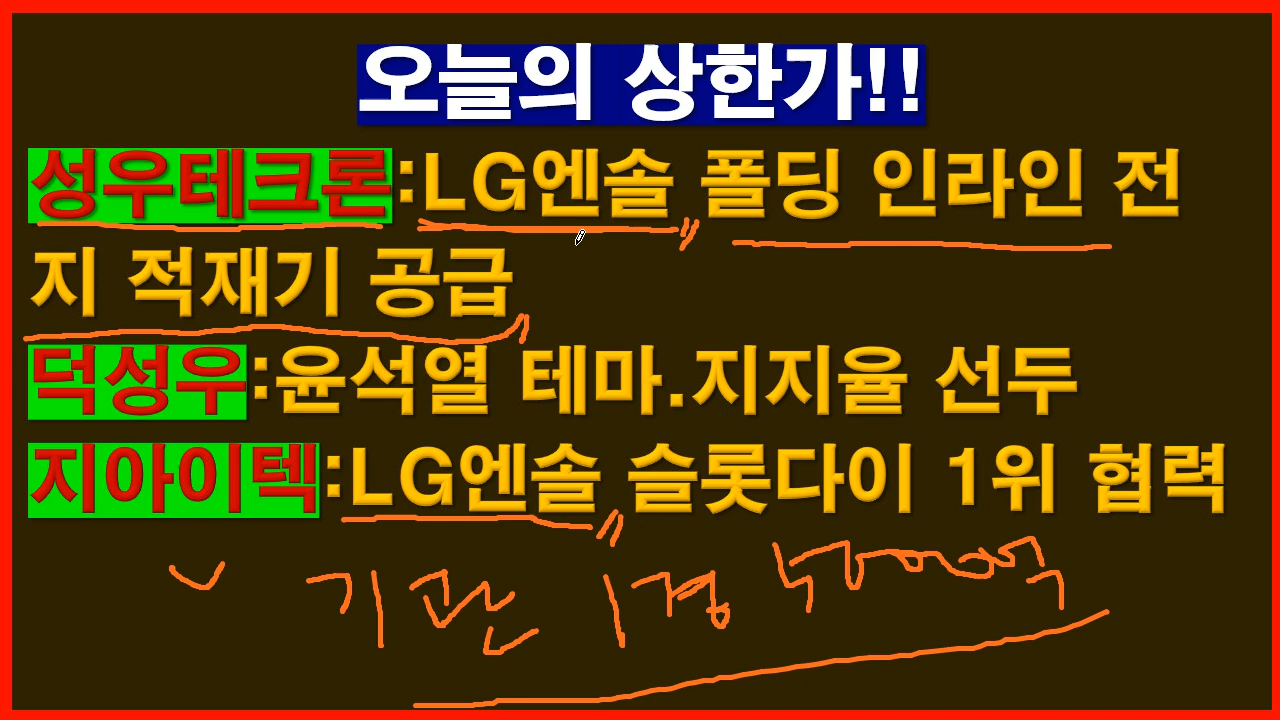 오늘의 상한가!!
성우테크론:LG엔솔 폴딩 인라인 전
지 적재기 공급
덕성우:윤석열 테마.지지율 선두
지아이텍:LG엔솔 슬롯다이 1위 협력
기관 1경